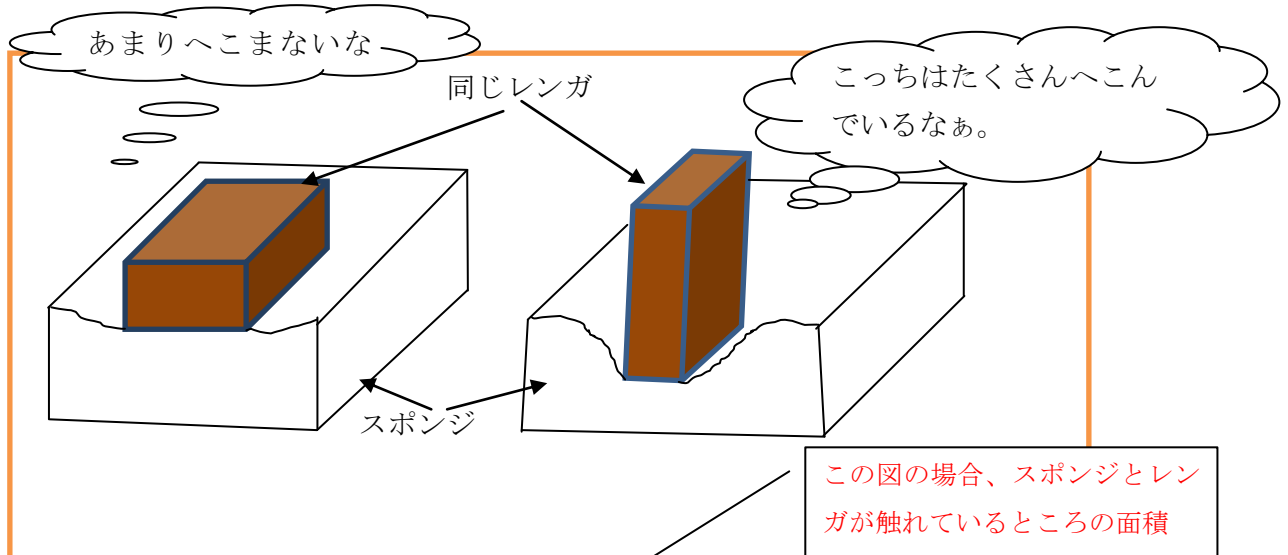 あまりへこまないな
同じレンガ
こっちはたくさんへこん
でいるなぁ。
スポンジ
この図の場合、スポンジとレン
ガが触れているところの面積